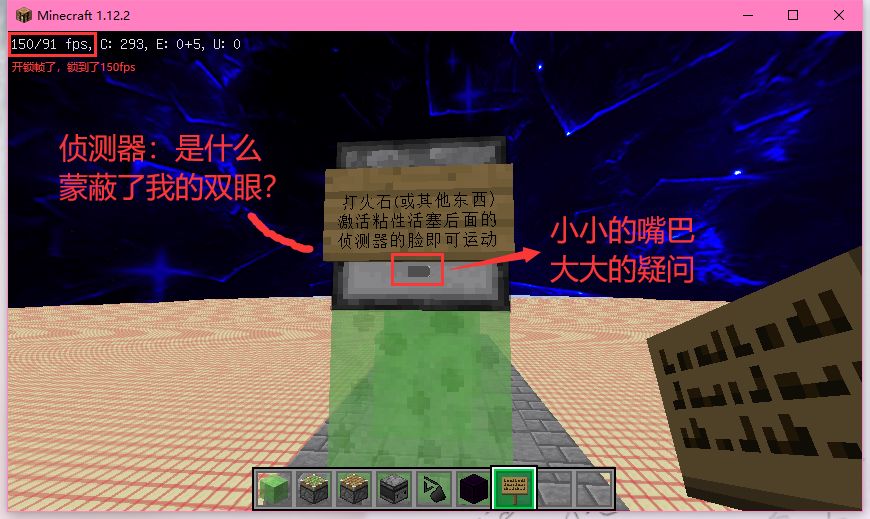 Minecraft 1.12.2
150/91 fps, C: 293, E: 0+5, U: 0
开锁帧了，锁到了150fps
侦测器：是什么
蒙蔽了我的双眼？
打火石(或其他东西)
激活粘性活塞后面的
侦测器的脸即可运动
小小的嘴巴
大大的疑问